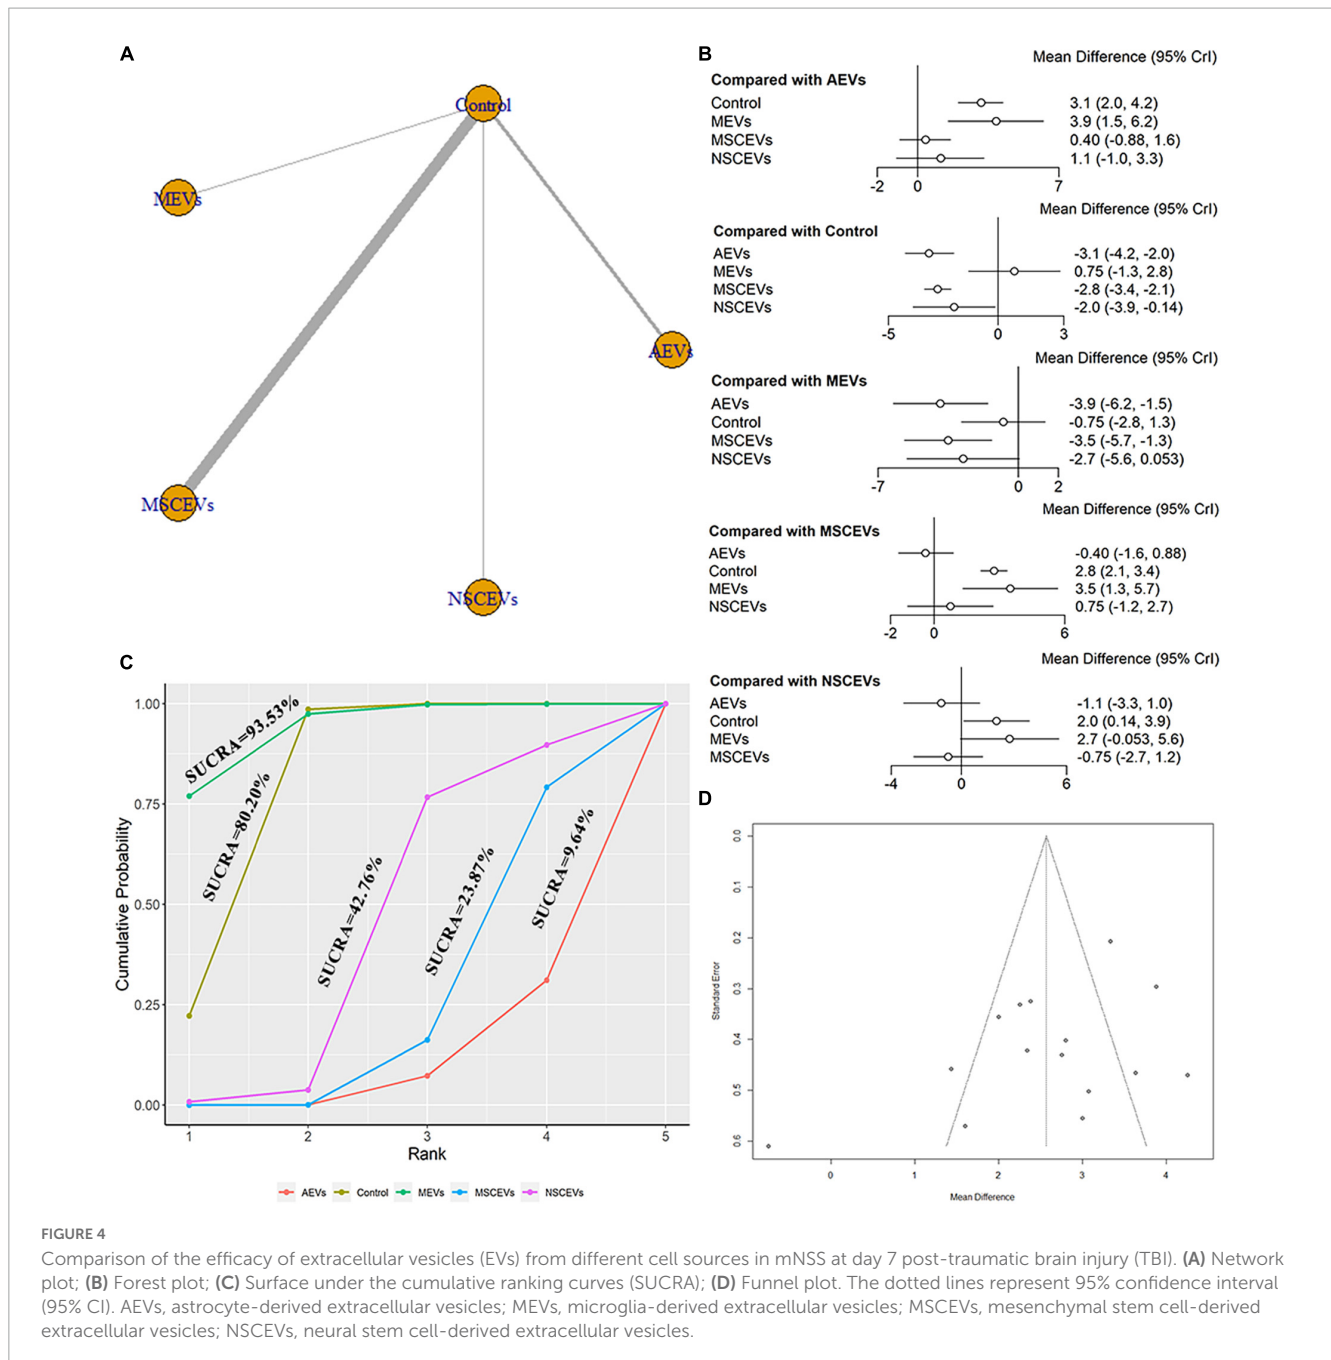 A
Control
MEVs
AEVs
MSCEVs
NSCEVs
B
Mean Difference (95% CrI)
Compared with AEVs
Control 3.1 (2.0, 4.2)
MEVs 3.9 (1.5, 6.2)
MSCEVs 0.40 (-0.88, 1.6)
NSCEVs 1.1 (-1.0, 3.3)
-2 0 7
Mean Difference (95% CrI)
Compared with Control
AEVs -3.1 (-4.2, -2.0)
MEVs 0.75 (-1.3, 2.8)
MSCEVs -2.8 (-3.4, -2.1)
NSCEVs -2.0 (-3.9, -0.14)
-5 0 3
Mean Difference (95% CrI)
Compared with MEVs
AEVs -3.9 (-6.2, -1.5)
Control -0.75 (-2.8, 1.3)
MSCEVs -3.5 (-5.7, -1.3)
NSCEVs -2.7 (-5.6, 0.053)
-7 0 2
Mean Difference (95% CrI)
Compared with MSCEVs
AEVs -0.40 (-1.6, 0.88)
Control 2.8 (2.1, 3.4)
MEVs 3.5 (1.3, 5.7)
NSCEVs 0.75 (-1.2, 2.7)
-2 0 6
Mean Difference (95% CrI)
Compared with NSCEVs
AEVs -1.1 (-3.3, 1.0)
Control 2.0 (0.14, 3.9)
MEVs 2.7 (-0.053, 5.6)
MSCEVs -0.75 (-2.7, 1.2)
-4 0 6
C
Cumulative Probability
1.00
0.75
0.50
0.25
0.00
SUCRA=93.53%
SUCRA=80.20%
SUCRA=42.76%
SUCRA=23.87%
SUCRA=9.64%
1 2 3 4 5
Rank
AEVs Control MEVs MSCEVs NSCEVs
D
Standard Error
0.0
0.1
0.2
0.3
0.4
0.5
0.6
0 1 2 3 4
Mean Difference
FIGURE 4
Comparison of the efficacy of extracellular vesicles (EVs) from different cell sources in mNSS at day 7 post-traumatic brain injury (TBI). (A) Network
plot; (B) Forest plot; (C) Surface under the cumulative ranking curves (SUCRA); (D) Funnel plot. The dotted lines represent 95% confidence interval
(95% CI). AEVs, astrocyte-derived extracellular vesicles; MEVs, microglia-derived extracellular vesicles; MSCEVs, mesenchymal stem cell-derived
extracellular vesicles; NSCEVs, neural stem cell-derived extracellular vesicles.